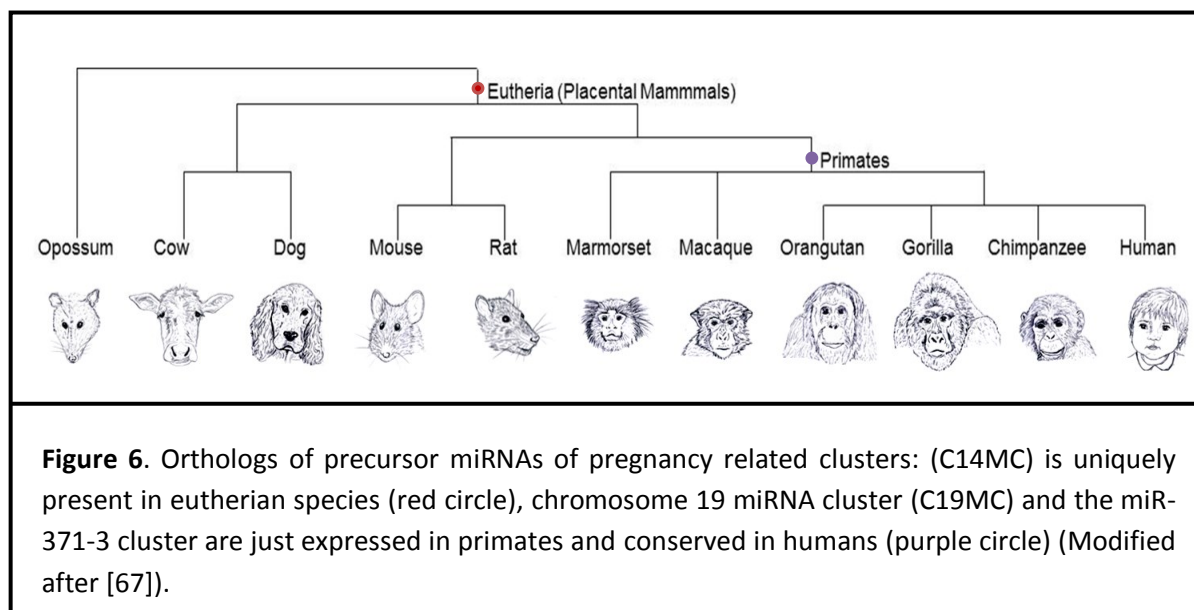 Eutheria (Placental Mammmals)
Primates
Opossum Cow Dog Mouse Rat Marmorset Macaque Orangutan Gorilla Chimpanzee Human
Figure 6. Orthologs of precursor miRNAs of pregnancy related clusters: (C14MC) is uniquely
present in eutherian species (red circle), chromosome 19 miRNA cluster (C19MC) and the miR-
371-3 cluster are just expressed in primates and conserved in humans (purple circle) (Modified
after [67]).